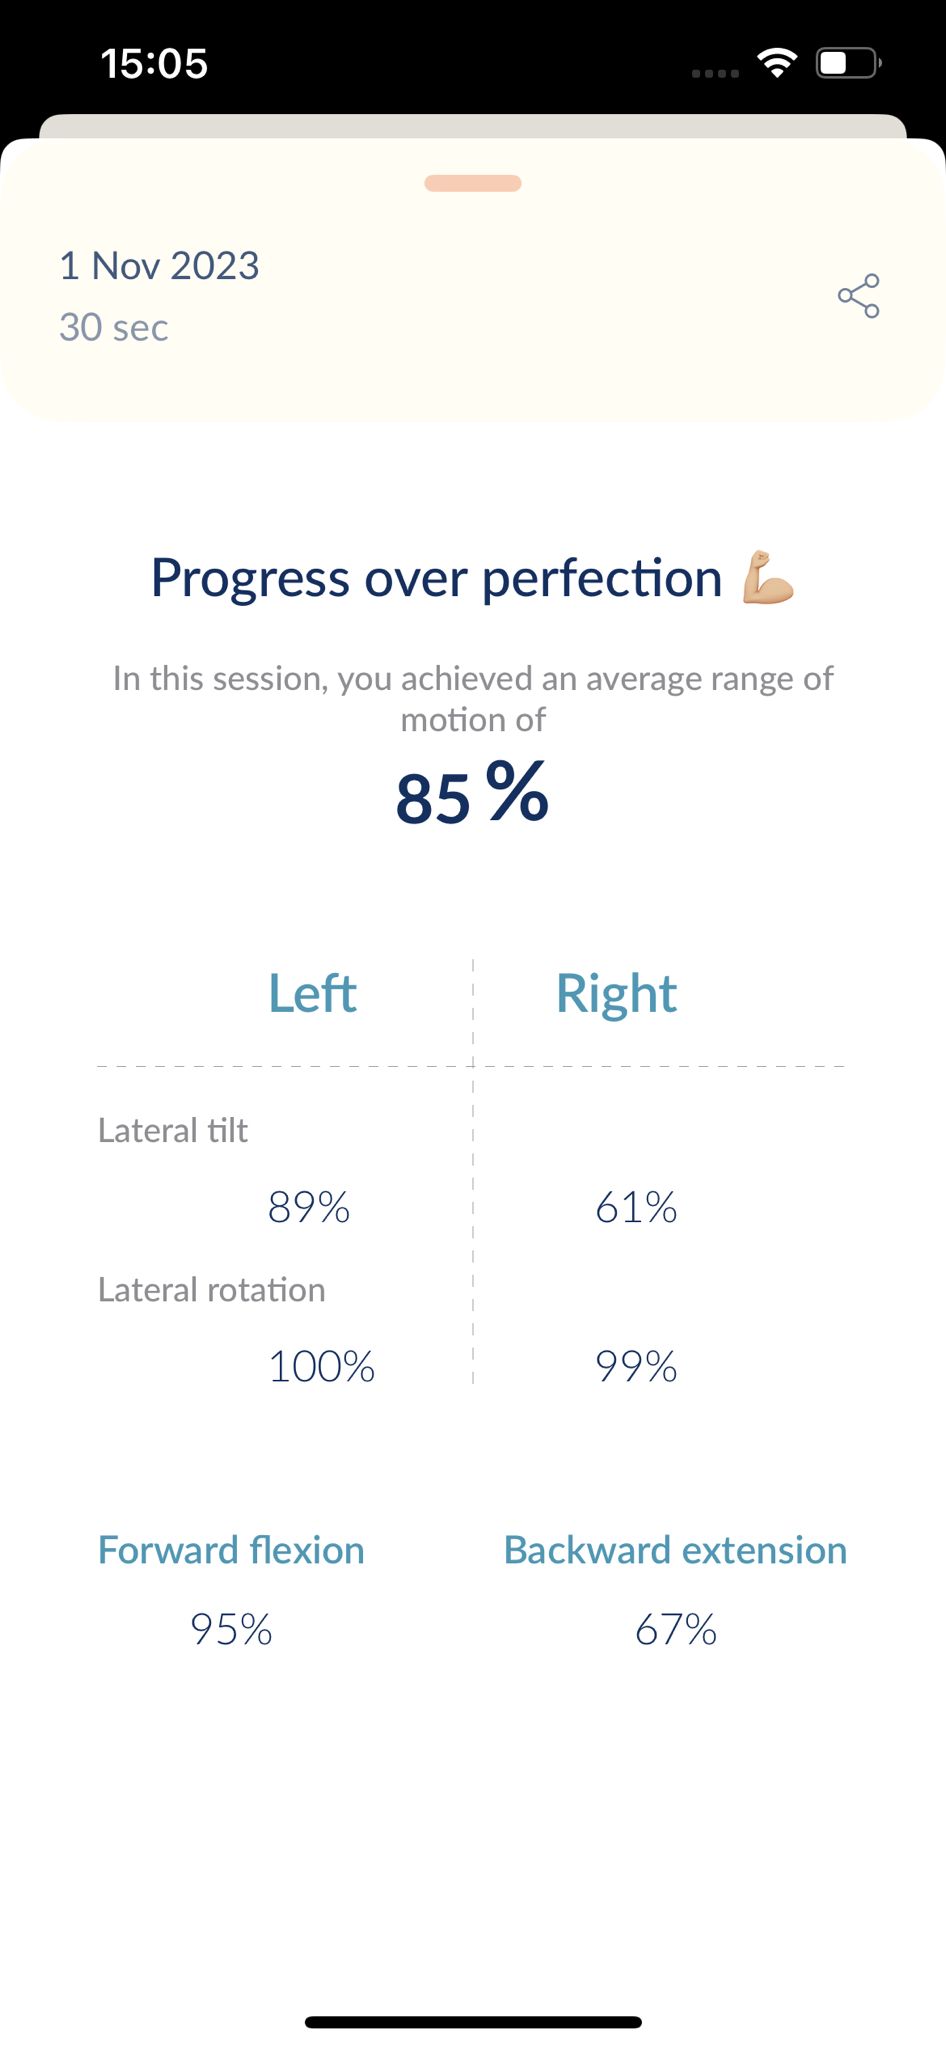 15:05
1 Nov 2023
30 sec
Progress over perfection 💪🏼
In this session, you achieved an average range of
motion of
85 %
Left Right
Lateral tilt
89% 61%
Lateral rotation
100% 99%
Forward flexion Backward extension
95% 67%